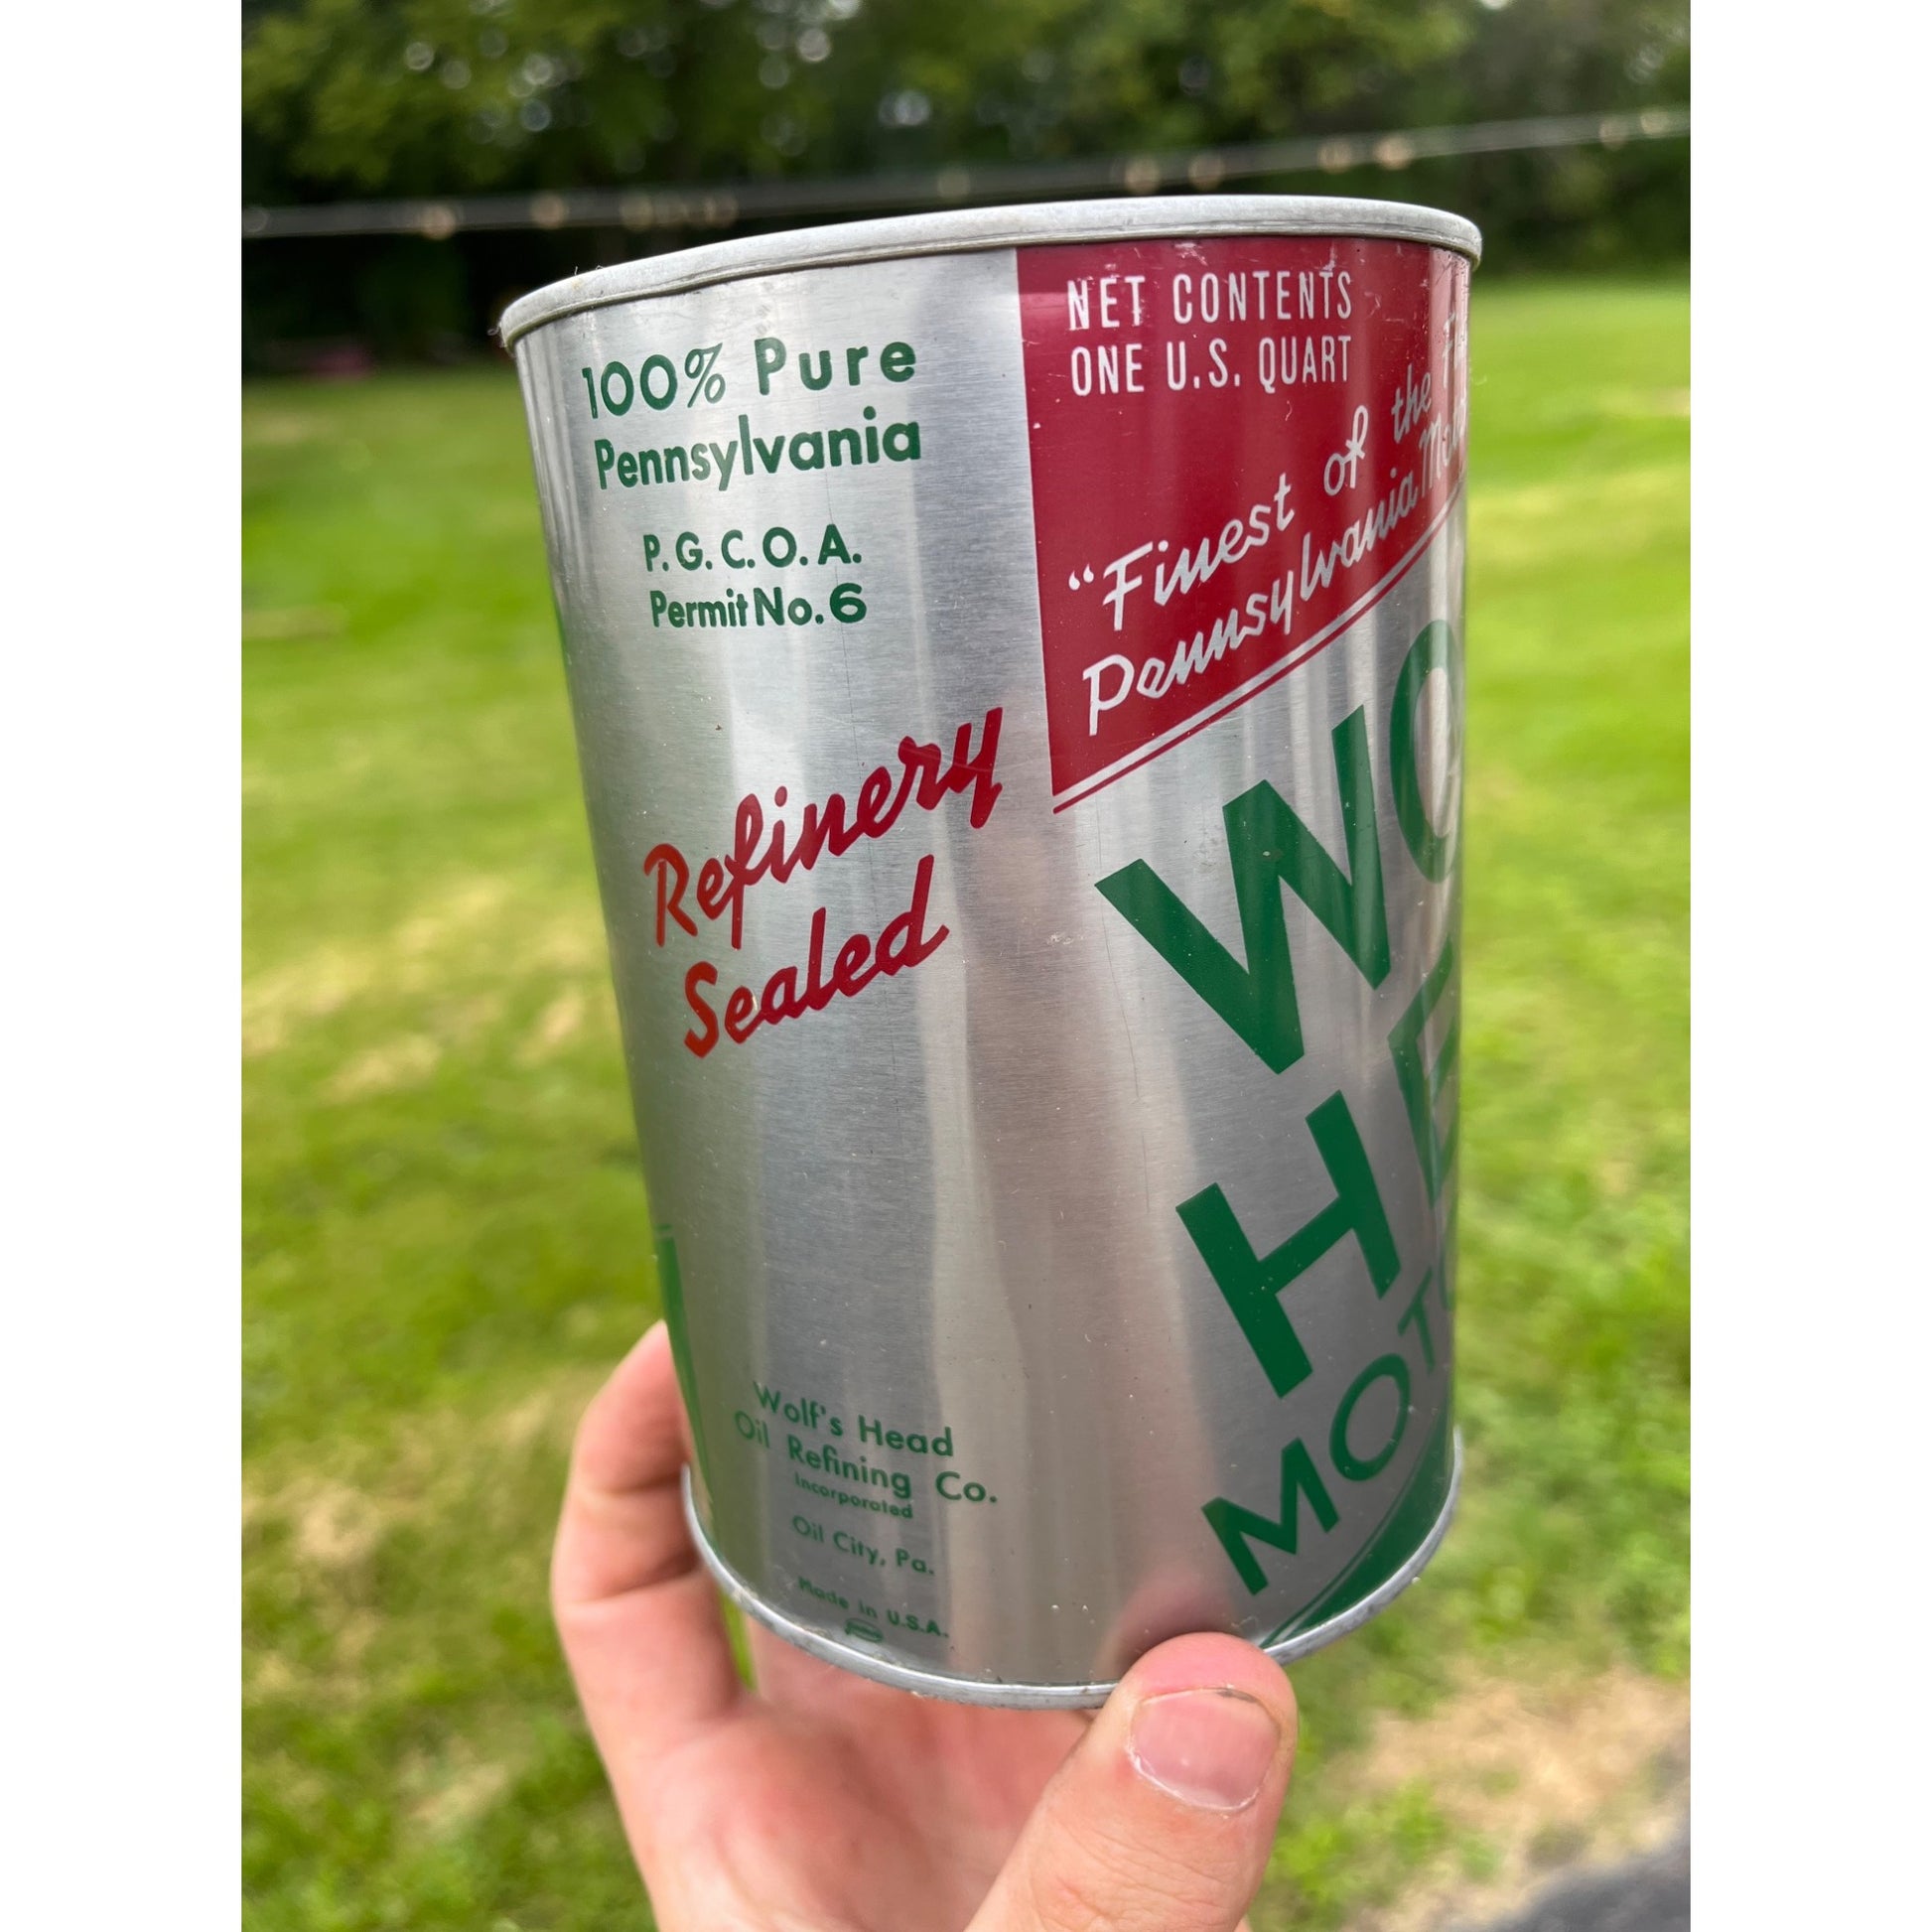 100% Pure
Pennsylvania
P.G.C.O.A.
Permit No. 6
Refinery
Sealed
Wolf's Head
Oil Refining Co.
Incorporated
Oil City, Pa.
Made in U.S.A.
NET CONTENTS
ONE U.S. QUART
"Finest of the
Pennsylvania
WO
HE
MOTO